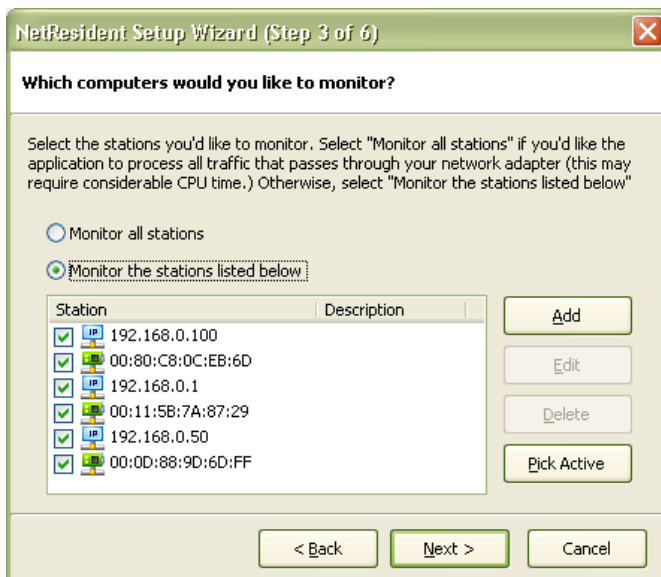 NetResident Setup Wizard (Step 3 of 6)
Which computers would you like to monitor?
Select the stations you'd like to monitor. Select "Monitor all stations" if you'd like the
application to process all traffic that passes through your network adapter (this may
require considerable CPU time.) Otherwise, select "Monitor the stations listed below"
Monitor all stations
Monitor the stations listed below
Station Description
IP 192.168.0.100
00:80:C8:0C:EB:6D
IP 192.168.0.1
00:11:5B:7A:87:29
IP 192.168.0.50
00:0D:88:9D:6D:FF
Add
Edit
Delete
Pick Active
< Back Next > Cancel